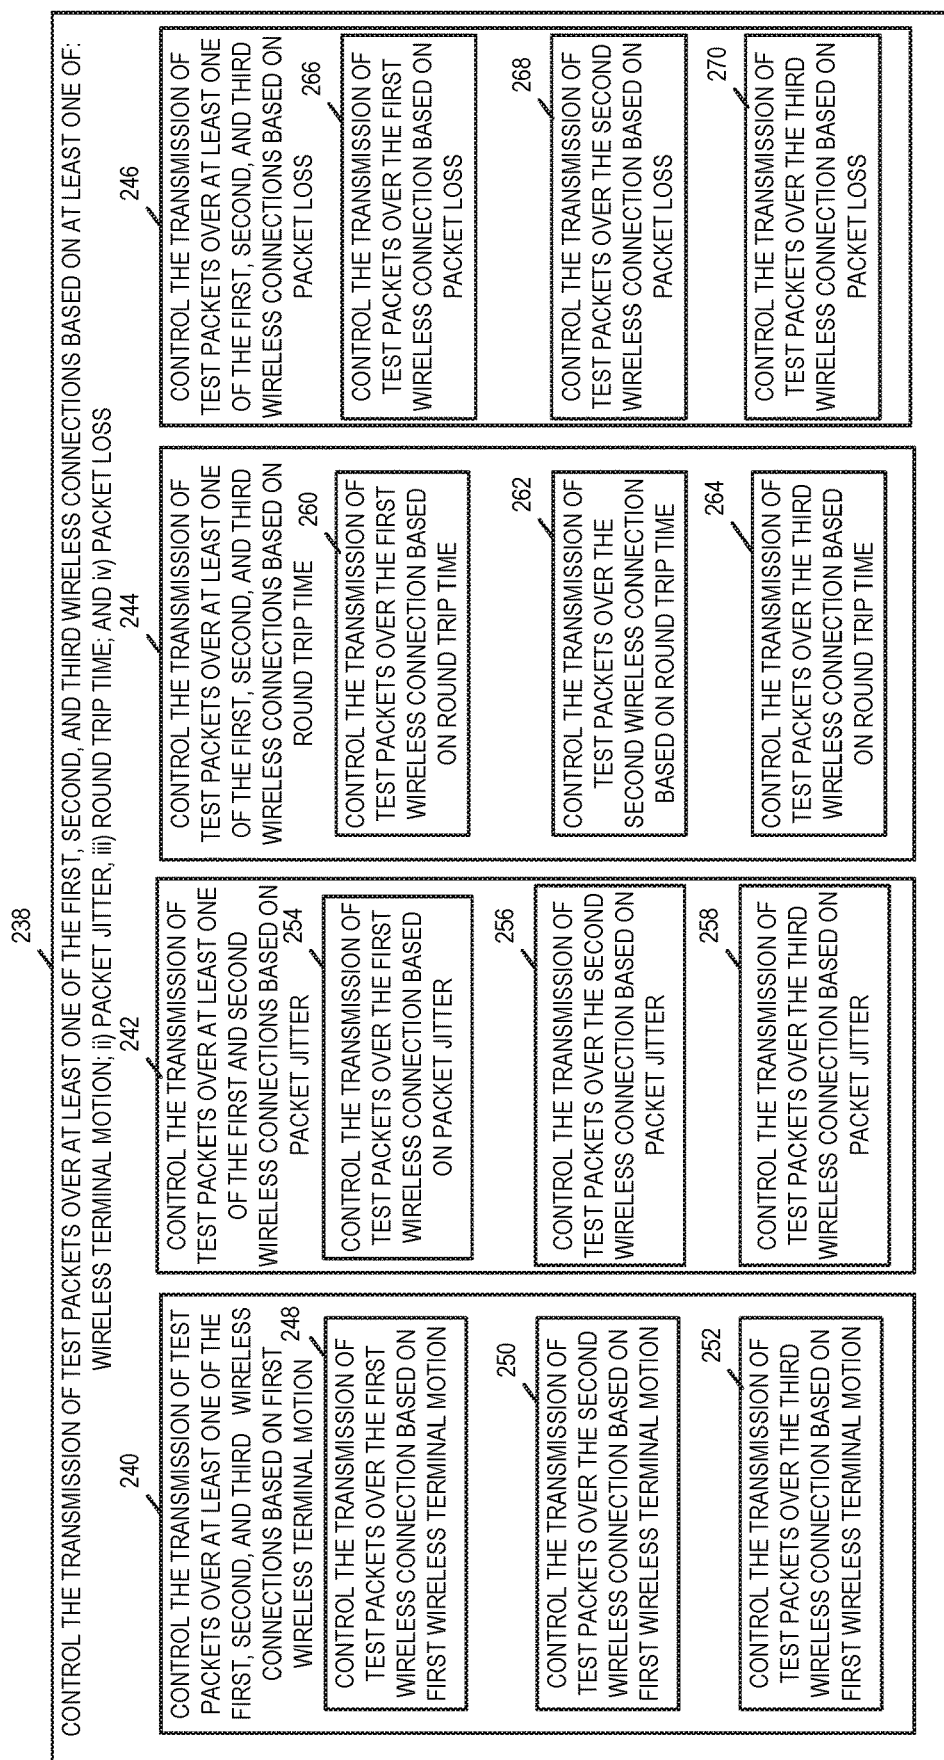 238
CONTROL THE TRANSMISSION OF TEST PACKETS OVER AT LEAST ONE OF THE FIRST, SECOND, AND THIRD WIRELESS CONNECTIONS BASED ON AT LEAST ONE OF:
WIRELESS TERMINAL MOTION; ii) PACKET JITTER, iii) ROUND TRIP TIME; AND iv) PACKET LOSS
240
CONTROL THE TRANSMISSION OF TEST
PACKETS OVER AT LEAST ONE OF THE
FIRST, SECOND, AND THIRD WIRELESS
CONNECTIONS BASED ON FIRST
WIRELESS TERMINAL MOTION
248
CONTROL THE TRANSMISSION OF
TEST PACKETS OVER THE FIRST
WIRELESS CONNECTION BASED ON
FIRST WIRELESS TERMINAL MOTION
250
CONTROL THE TRANSMISSION OF
TEST PACKETS OVER THE SECOND
WIRELESS CONNECTION BASED ON
FIRST WIRELESS TERMINAL MOTION
252
CONTROL THE TRANSMISSION OF
TEST PACKETS OVER THE THIRD
WIRELESS CONNECTION BASED ON
FIRST WIRELESS TERMINAL MOTION
242
CONTROL THE TRANSMISSION OF
TEST PACKETS OVER AT LEAST ONE
OF THE FIRST AND SECOND
WIRELESS CONNECTIONS BASED ON
PACKET JITTER
254
CONTROL THE TRANSMISSION OF
TEST PACKETS OVER THE FIRST
WIRELESS CONNECTION BASED
ON PACKET JITTER
256
CONTROL THE TRANSMISSION OF
TEST PACKETS OVER THE SECOND
WIRELESS CONNECTION BASED ON
PACKET JITTER
258
CONTROL THE TRANSMISSION OF
TEST PACKETS OVER THE THIRD
WIRELESS CONNECTION BASED ON
PACKET JITTER
244
CONTROL THE TRANSMISSION OF
TEST PACKETS OVER AT LEAST ONE
OF THE FIRST, SECOND, AND THIRD
WIRELESS CONNECTIONS BASED ON
ROUND TRIP TIME
260
CONTROL THE TRANSMISSION OF
TEST PACKETS OVER THE FIRST
WIRELESS CONNECTION BASED
ON ROUND TRIP TIME
262
CONTROL THE TRANSMISSION OF
TEST PACKETS OVER THE
SECOND WIRELESS CONNECTION
BASED ON ROUND TRIP TIME
264
CONTROL THE TRANSMISSION OF
TEST PACKETS OVER THE THIRD
WIRELESS CONNECTION BASED
ON ROUND TRIP TIME
246
CONTROL THE TRANSMISSION OF
TEST PACKETS OVER AT LEAST ONE
OF THE FIRST, SECOND, AND THIRD
WIRELESS CONNECTIONS BASED ON
PACKET LOSS
266
CONTROL THE TRANSMISSION OF
TEST PACKETS OVER THE FIRST
WIRELESS CONNECTION BASED ON
PACKET LOSS
268
CONTROL THE TRANSMISSION OF
TEST PACKETS OVER THE SECOND
WIRELESS CONNECTION BASED ON
PACKET LOSS
270
CONTROL THE TRANSMISSION OF
TEST PACKETS OVER THE THIRD
WIRELESS CONNECTION BASED ON
PACKET LOSS